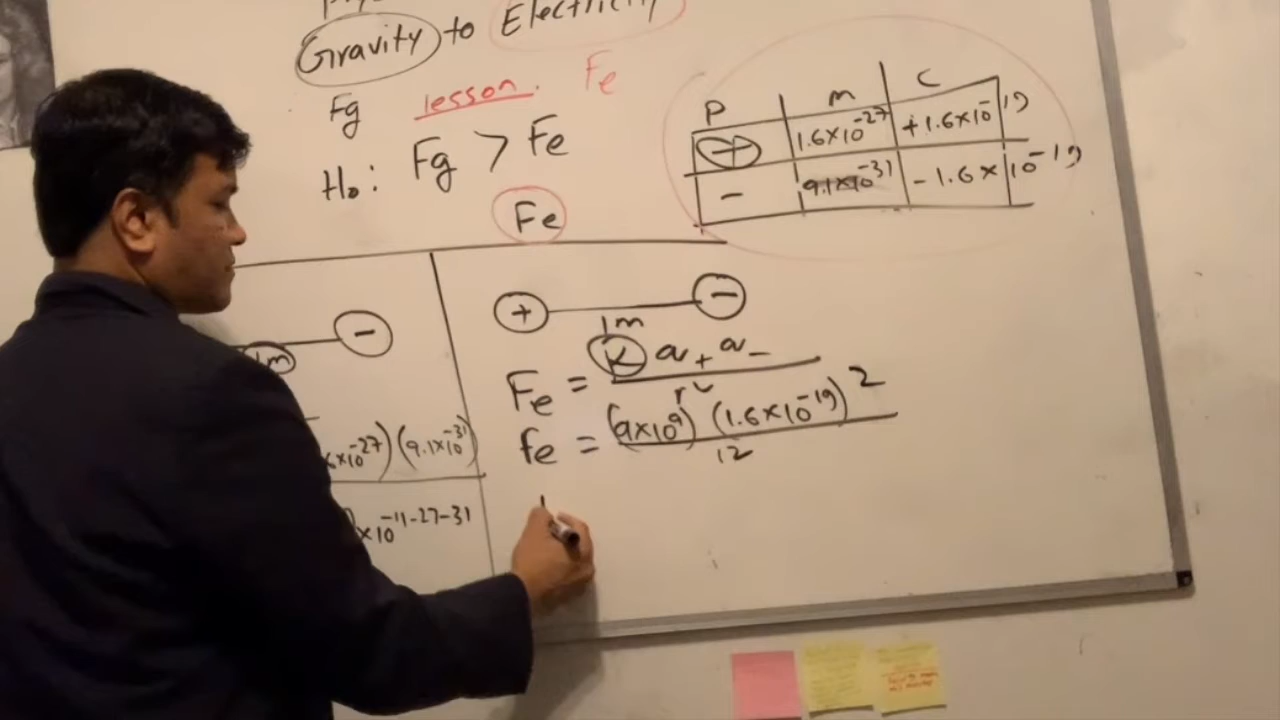 Gravity to Electricity
Fg lesson. Fe
H₀: Fg > Fe
Fe
P m C
+ 1.6×10⁻²⁷ +1.6×10⁻¹⁹
- 9.1×10⁻³¹ -1.6×10⁻¹⁹
-
1m
×10⁻²⁷) (9.1×10⁻³¹)
×10⁻¹¹⁻²⁷⁻³¹
+ -
1m
Fe = K q₊ q₋
r²
fe = (9×10⁹) (1.6×10⁻¹⁹)²
1²